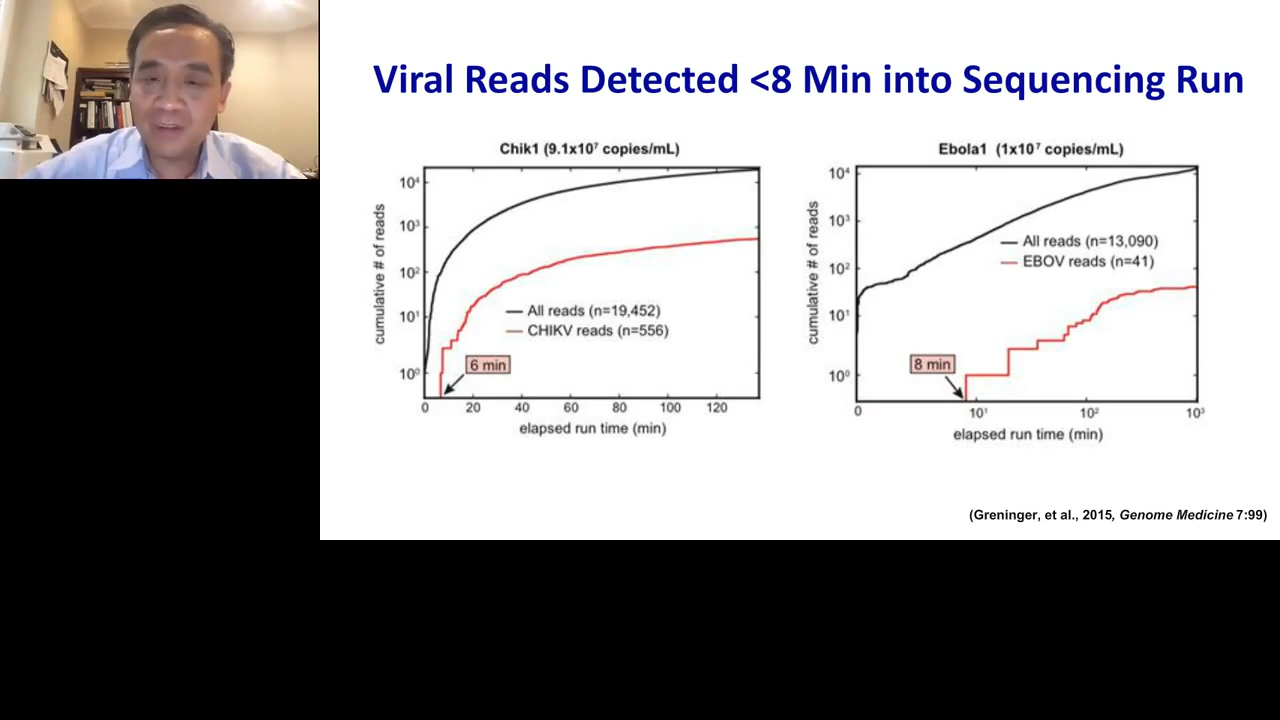 Viral Reads Detected <8 Min into Sequencing Run
Chik1 (9.1x10⁷ copies/mL)
cumulative # of reads
10⁴
10³
10²
10¹
10⁰
All reads (n=19,452)
CHIKV reads (n=556)
6 min
0 20 40 60 80 100 120
elapsed run time (min)
Ebola1 (1x10⁷ copies/mL)
cumulative # of reads
10⁴
10³
10²
10¹
10⁰
All reads (n=13,090)
EBOV reads (n=41)
8 min
0 10¹ 10² 10³
elapsed run time (min)
(Greninger, et al., 2015, Genome Medicine 7:99)